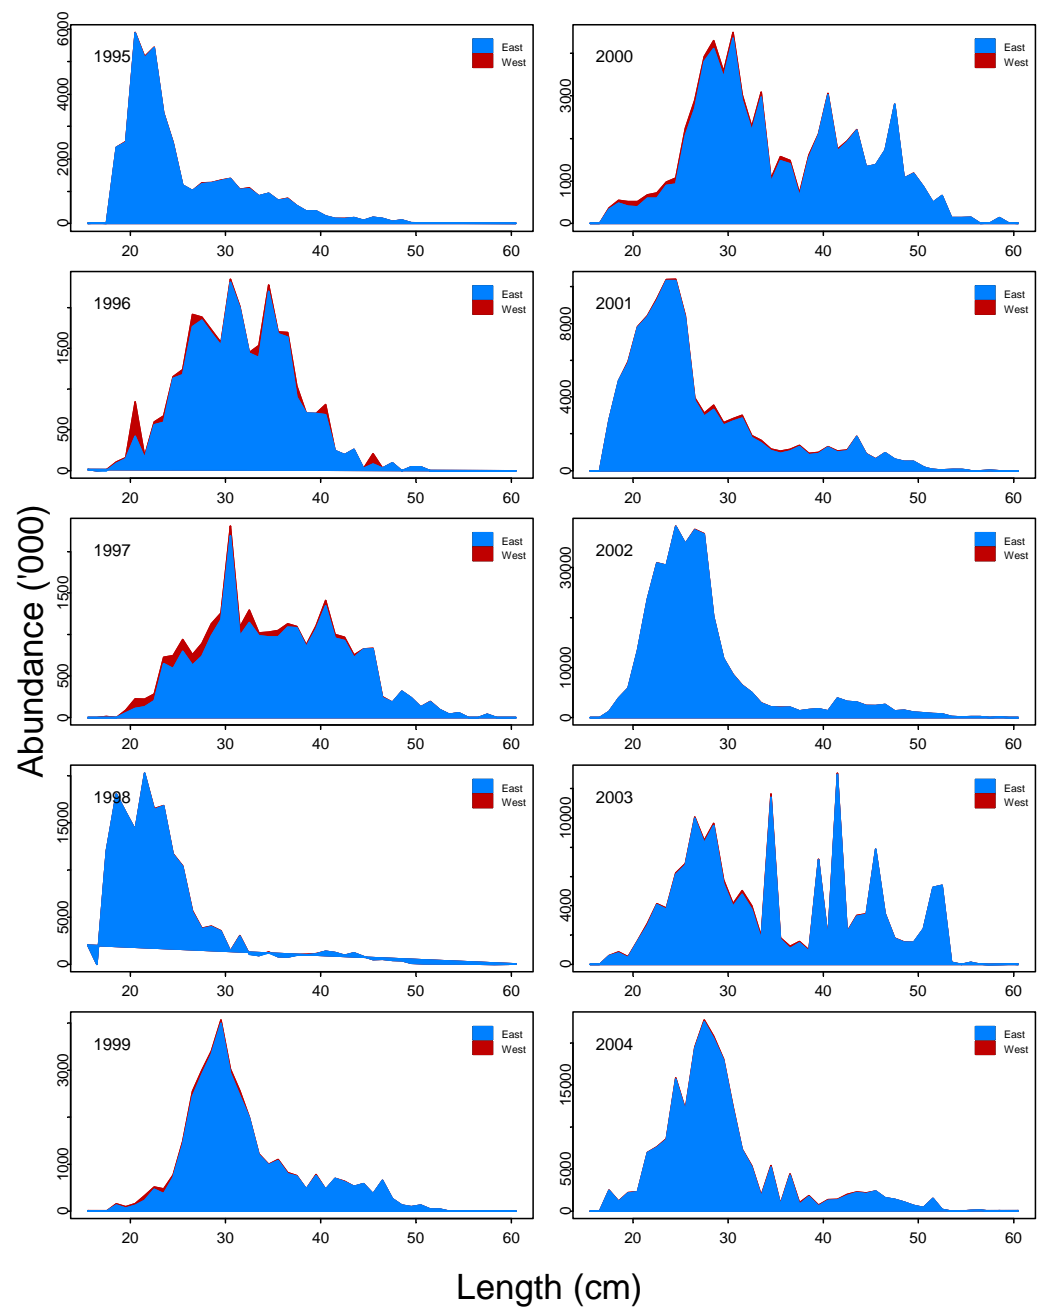 Abundance ('000)
1995
East
West
0 2000 4000 6000
20 30 40 50 60
2000
East
West
0 1000 3000
20 30 40 50 60
1996
East
West
0 500 1500
20 30 40 50 60
2001
East
West
0 4000 8000
20 30 40 50 60
1997
East
West
0 500 1500
20 30 40 50 60
2002
East
West
0 10000 30000
20 30 40 50 60
1998
East
West
0 5000 15000
20 30 40 50 60
2003
East
West
0 4000 10000
20 30 40 50 60
1999
East
West
0 1000 3000
20 30 40 50 60
2004
East
West
0 5000 15000
20 30 40 50 60
Length (cm)